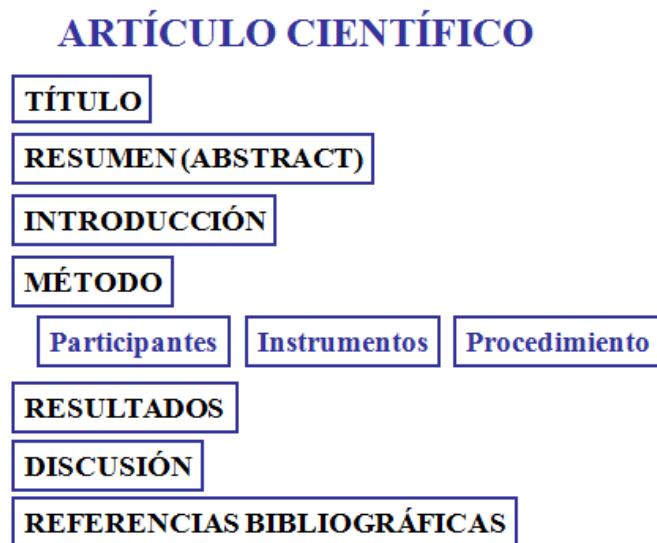 ARTÍCULO CIENTÍFICO
TÍTULO
RESUMEN (ABSTRACT)
INTRODUCCIÓN
MÉTODO
Participantes Instrumentos Procedimiento
RESULTADOS
DISCUSIÓN
REFERENCIAS BIBLIOGRÁFICAS